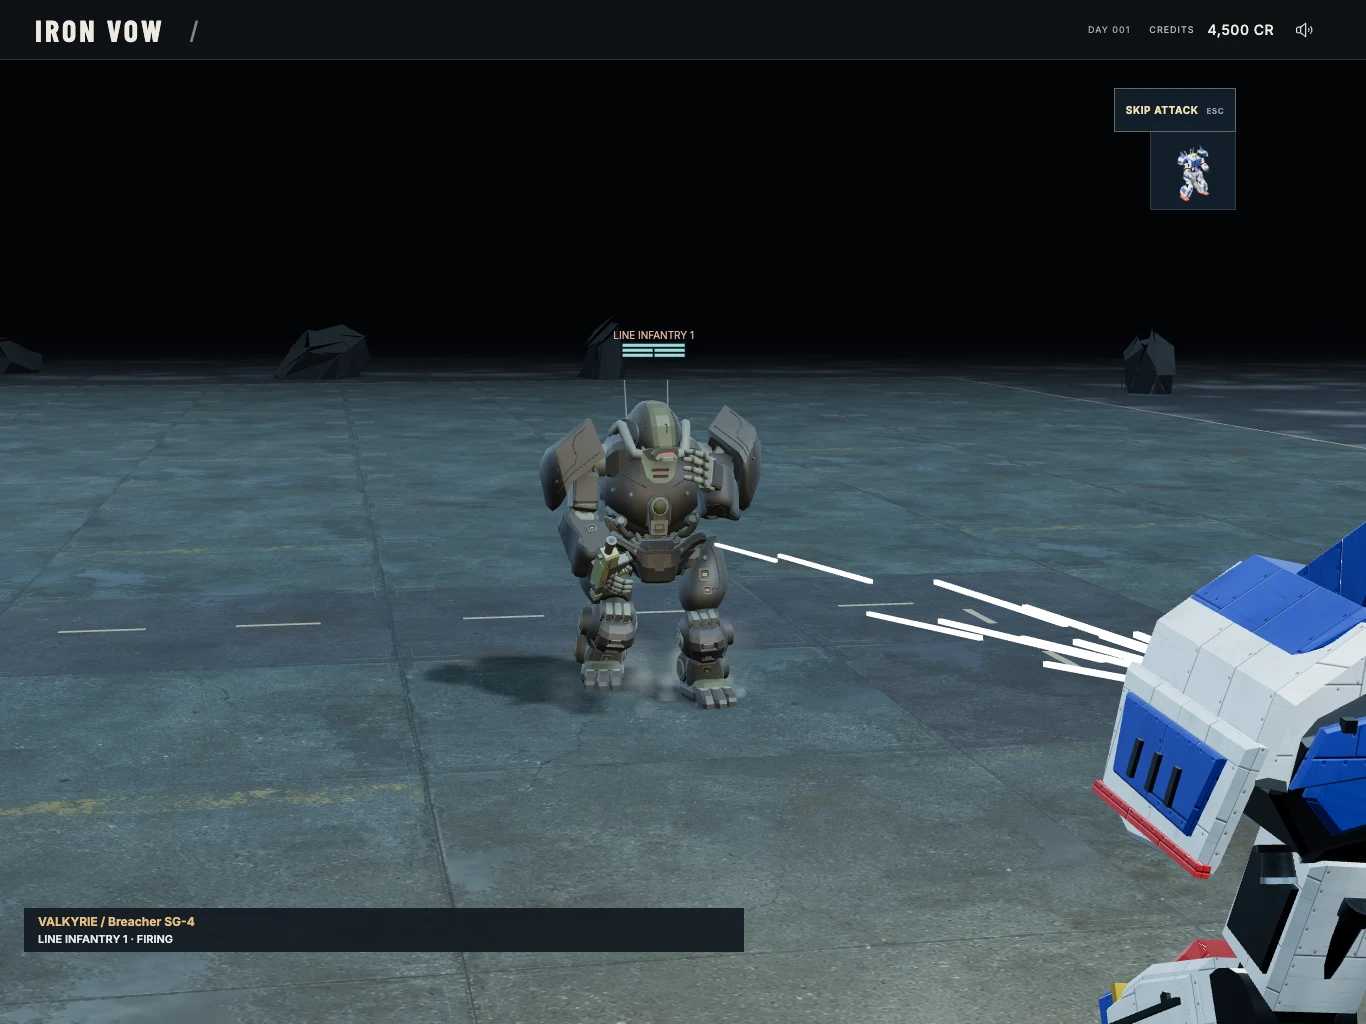 IRON VOW /
DAY 001 CREDITS 4,500 CR
SKIP ATTACK ESC
LINE INFANTRY 1
VALKYRIE / Breacher SG-4
LINE INFANTRY 1 · FIRING